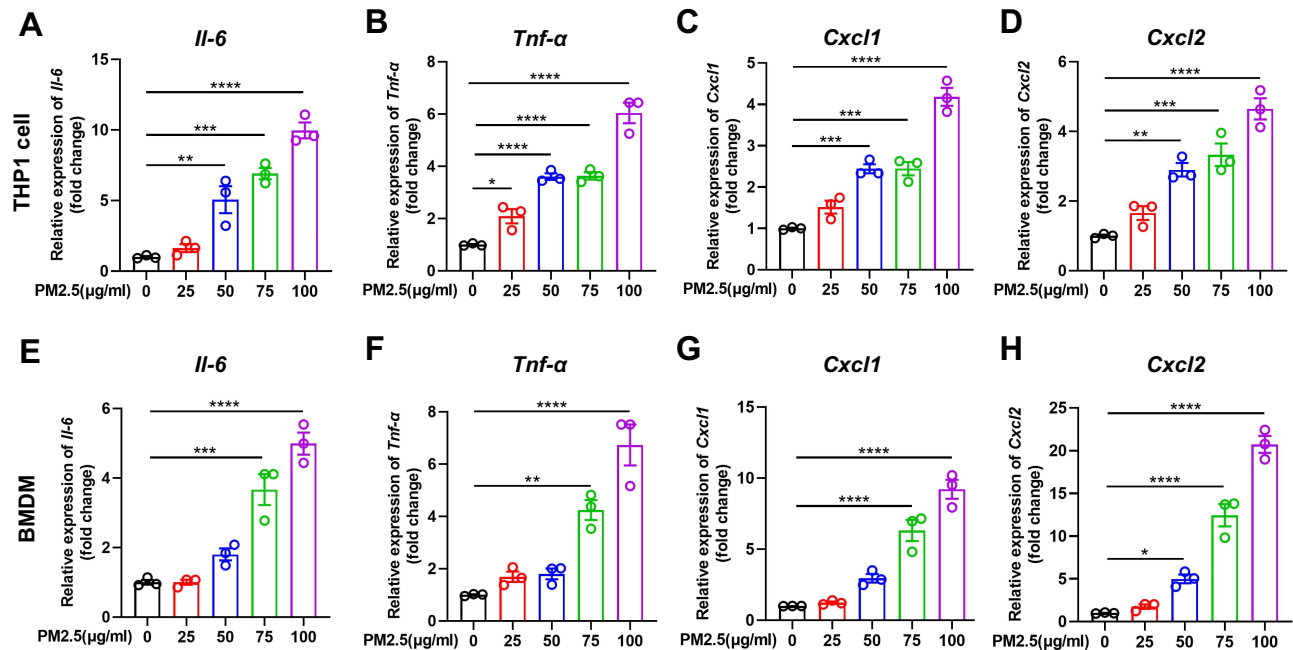 A
Il-6
THP1 cell
Relative expression of Il-6
(fold change)
15
10
5
0
**
***
****
PM2.5(μg/ml) 0 25 50 75 100
B
Tnf-α
Relative expression of Tnf-α
(fold change)
8
6
4
2
0
*
****
****
****
PM2.5(μg/ml) 0 25 50 75 100
C
Cxcl1
Relative expression of Cxcl1
(fold change)
5
4
3
2
1
0
***
***
****
PM2.5(μg/ml) 0 25 50 75 100
D
Cxcl2
Relative expression of Cxcl2
(fold change)
6
4
2
0
**
***
****
PM2.5(μg/ml) 0 25 50 75 100
E
Il-6
BMDM
Relative expression of Il-6
(fold change)
6
4
2
0
***
****
PM2.5(μg/ml) 0 25 50 75 100
F
Tnf-α
Relative expression of Tnf-α
(fold change)
8
6
4
2
0
**
****
PM2.5(μg/ml) 0 25 50 75 100
G
Cxcl1
Relative expression of Cxcl1
(fold change)
15
10
5
0
****
****
PM2.5(μg/ml) 0 25 50 75 100
H
Cxcl2
Relative expression of Cxcl2
(fold change)
25
20
15
10
5
0
*
****
****
PM2.5(μg/ml) 0 25 50 75 100